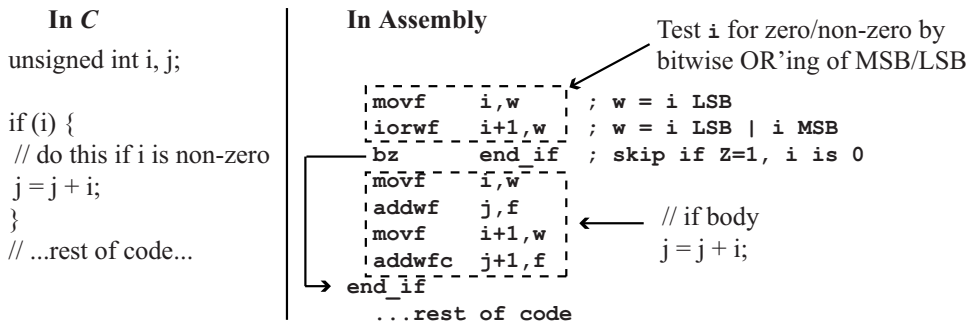 In C
unsigned int i, j;
if (i) {
// do this if i is non-zero
j = j + i;
}
// ...rest of code...
In Assembly
Test i for zero/non-zero by
bitwise OR'ing of MSB/LSB
movf i,w ; w = i LSB
iorwf i+1,w ; w = i LSB | i MSB
bz end_if ; skip if Z=1, i is 0
movf i,w
addwf j,f
movf i+1,w
addwfc j+1,f
// if body
j = j + i;
end_if
...rest of code